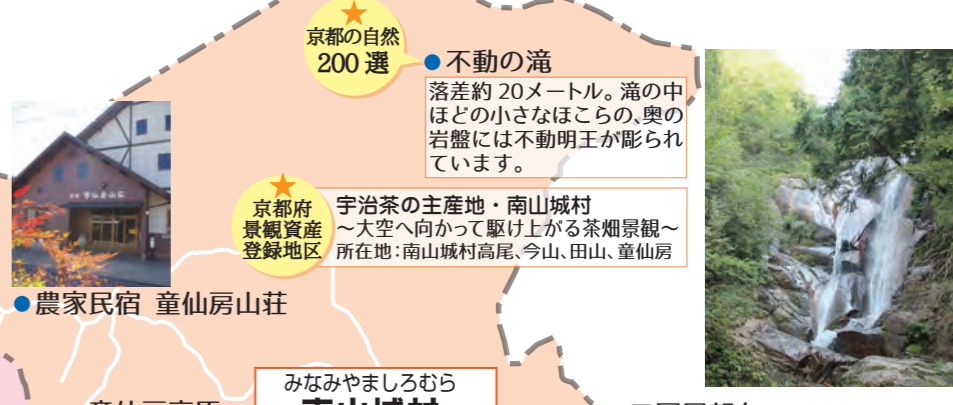 京都の自然
200 選
不動の滝
落差約 20メートル。滝の中
ほどの小さなほこらの、奥の
岩盤には不動明王が彫られ
ています。
京都府
景観資産
登録地区
宇治茶の主産地・南山城村
～大空へ向かって駆け上がる茶畑景観～
所在地：南山城村高尾、今山、田山、童仙房
農家民宿 童仙房山荘
みなみやましろむら
南山城村